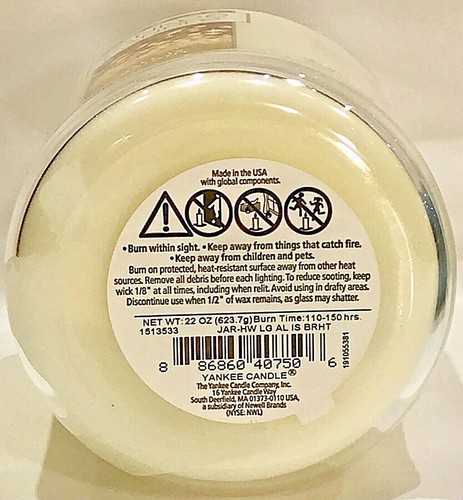 Made in the USA
with global components.
• Burn within sight. • Keep away from things that catch fire.
• Keep away from children and pets.
Burn on protected, heat-resistant surface away from other heat
sources. Remove all debris before each lighting. To reduce sooting, keep
wick 1/8" at all times, including when relit. Avoid using in drafty areas.
Discontinue use when 1/2" of wax remains, as glass may shatter.
NET WT: 22 OZ (623.7g) Burn Time: 110-150 hrs.
1513533 JAR-HW LG AL IS BRHT
8 86860 40750 6
191055381
YANKEE CANDLE®
The Yankee Candle Company, Inc.
16 Yankee Candle Way
South Deerfield, MA 01373-0110 USA,
a subsidiary of Newell Brands
(NYSE: NWL)